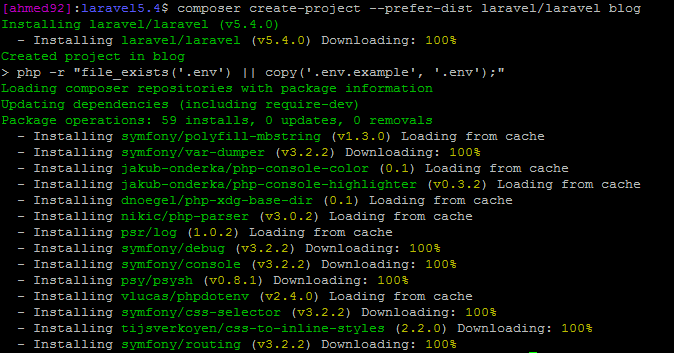 [ahmed92]:laravel5.4$ composer create-project --prefer-dist laravel/laravel blog
Installing laravel/laravel (v5.4.0)
  - Installing laravel/laravel (v5.4.0) Downloading: 100%
Created project in blog
> php -r "file_exists('.env') || copy('.env.example', '.env');"
Loading composer repositories with package information
Updating dependencies (including require-dev)
Package operations: 59 installs, 0 updates, 0 removals
  - Installing symfony/polyfill-mbstring (v1.3.0) Loading from cache
  - Installing symfony/var-dumper (v3.2.2) Downloading: 100%
  - Installing jakub-onderka/php-console-color (0.1) Loading from cache
  - Installing jakub-onderka/php-console-highlighter (v0.3.2) Loading from cache
  - Installing dnoegel/php-xdg-base-dir (0.1) Loading from cache
  - Installing nikic/php-parser (v3.0.2) Loading from cache
  - Installing psr/log (1.0.2) Loading from cache
  - Installing symfony/debug (v3.2.2) Downloading: 100%
  - Installing symfony/console (v3.2.2) Downloading: 100%
  - Installing psy/psysh (v0.8.1) Downloading: 100%
  - Installing vlucas/phpdotenv (v2.4.0) Loading from cache
  - Installing symfony/css-selector (v3.2.2) Downloading: 100%
  - Installing tijsverkoyen/css-to-inline-styles (2.2.0) Downloading: 100%
  - Installing symfony/routing (v3.2.2) Downloading: 100%